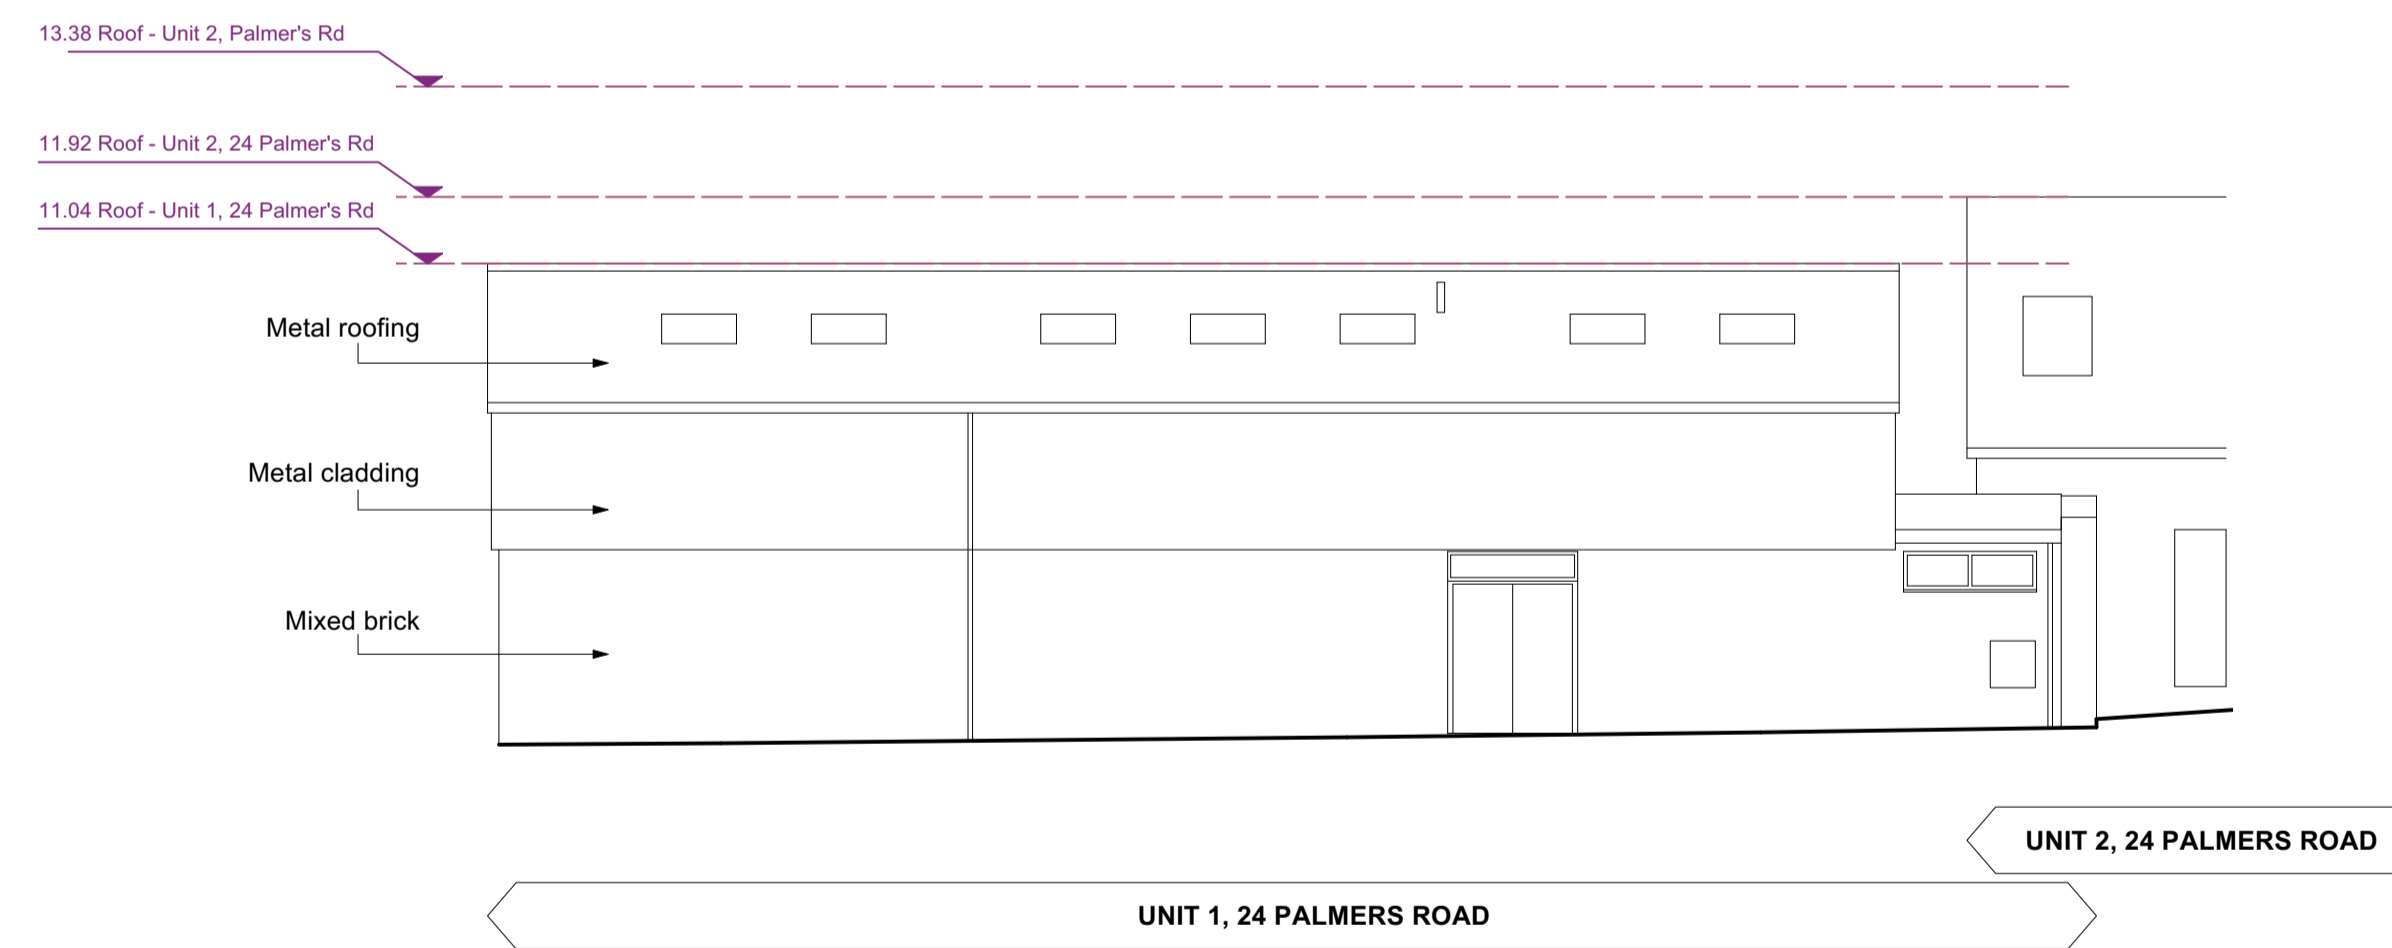 13.38 Roof - Unit 2, Palmer's Rd
11.92 Roof - Unit 2, 24 Palmer's Rd
11.04 Roof - Unit 1, 24 Palmer's Rd
Metal roofing
Metal cladding
Mixed brick
UNIT 2, 24 PALMERS ROAD
UNIT 1, 24 PALMERS ROAD